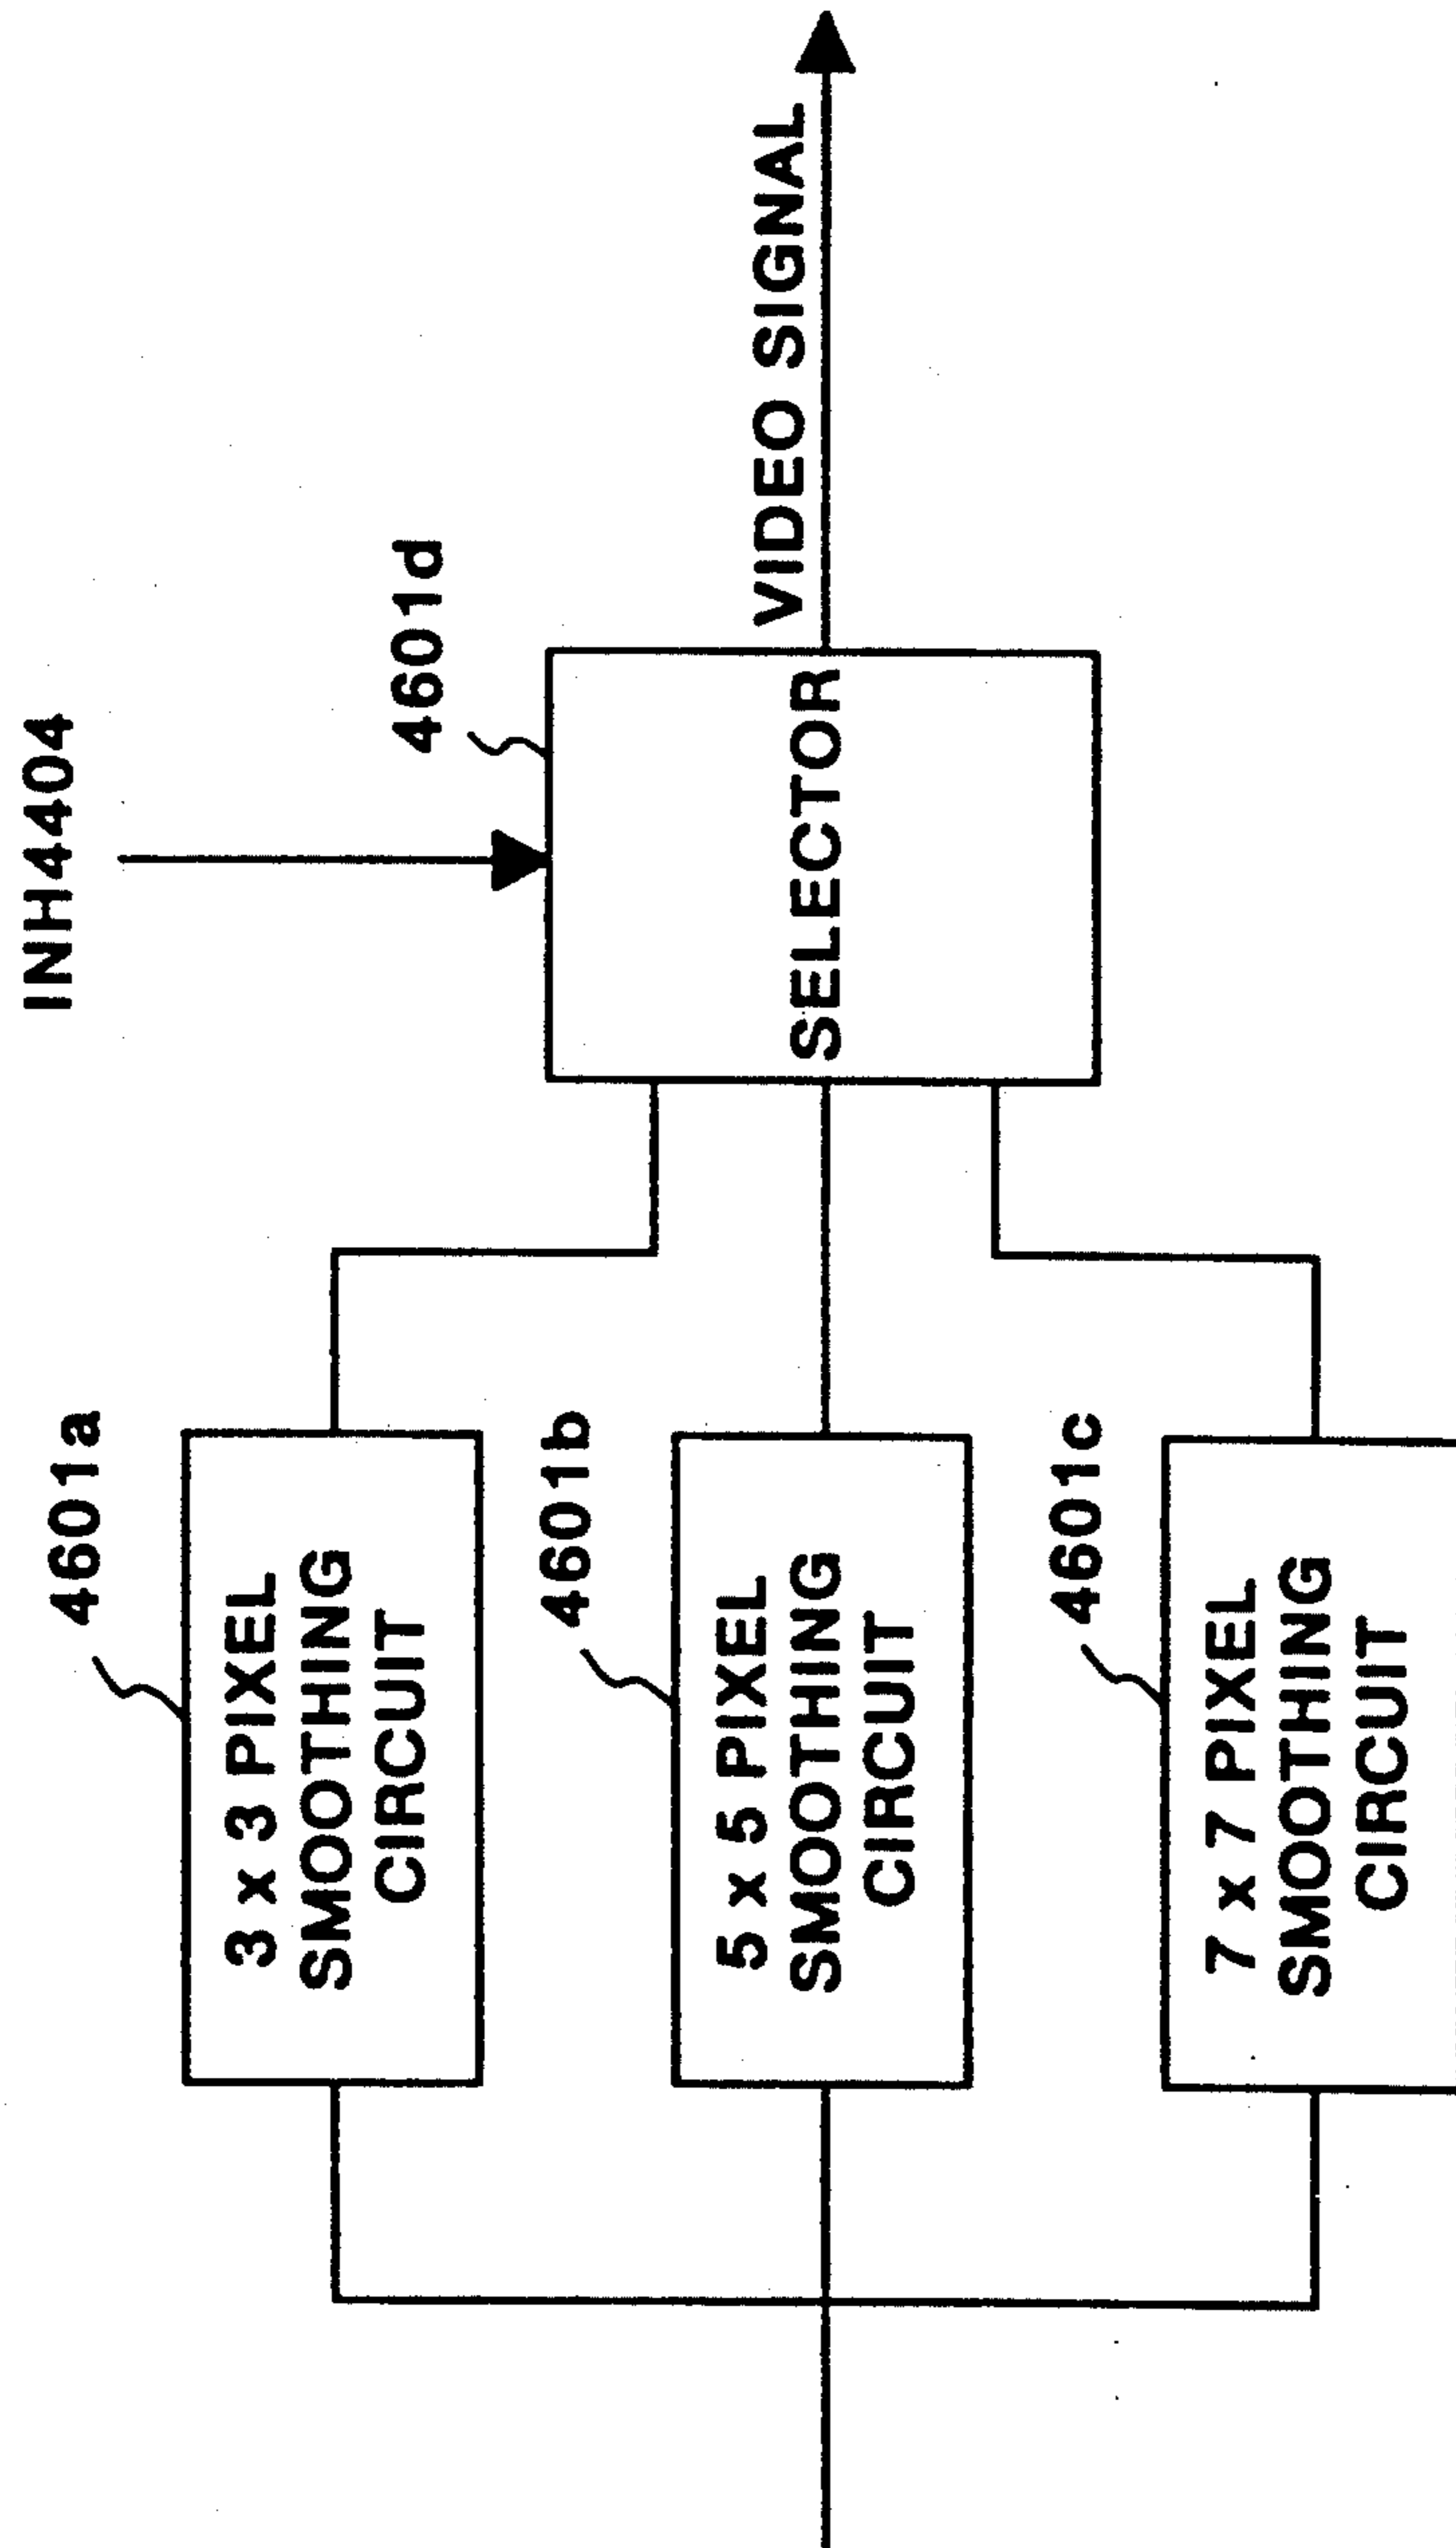 INH4404
4601a
3 x 3 PIXEL
SMOOTHING
CIRCUIT
4601d
4601b
5 x 5 PIXEL
SMOOTHING
CIRCUIT
SELECTOR
VIDEO SIGNAL
4601c
7 x 7 PIXEL
SMOOTHING
CIRCUIT